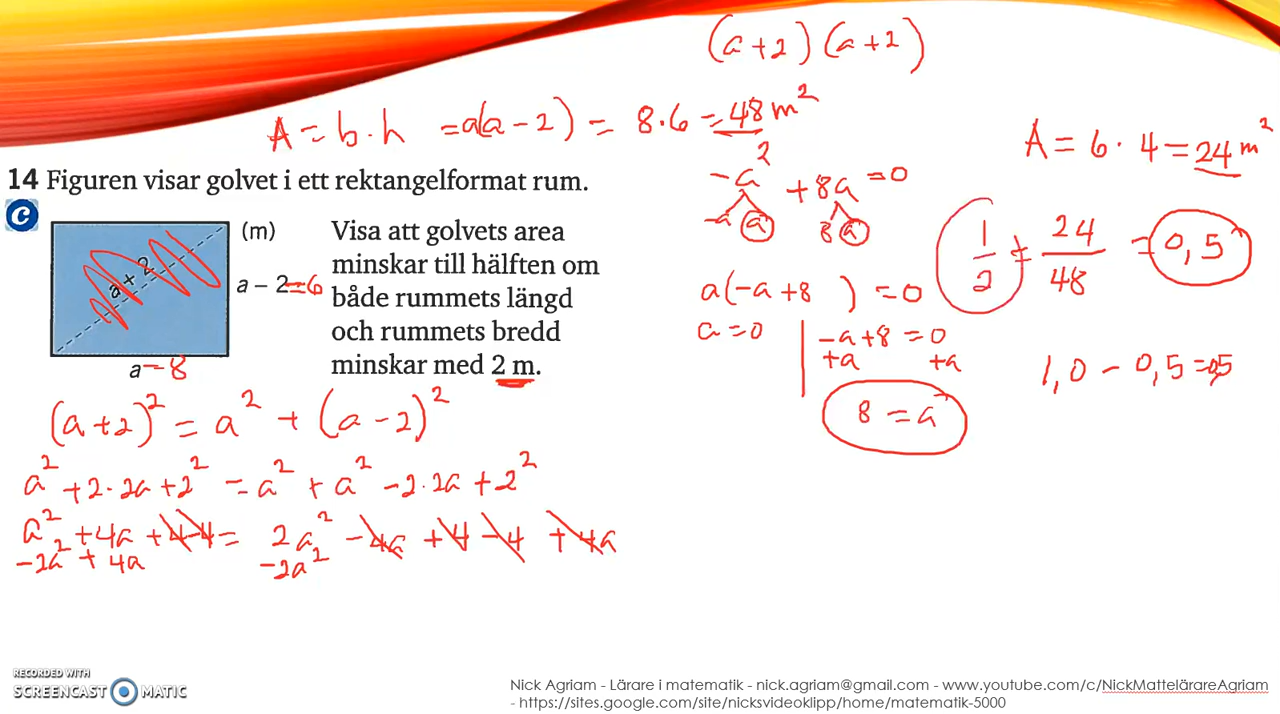 (a+2)(a+2)
A = b·h = a(a-2) = 8·6 = 48 m²
A = 6·4 = 24 m²
14 Figuren visar golvet i ett rektangelformat rum.
C
a + 2
(m)
a – 2 = 6
a = 8
Visa att golvets area
minskar till hälften om
både rummets längd
och rummets bredd
minskar med 2 m.
(a+2)² = a² + (a-2)²
a² + 2·2a + 2² = a² + a² - 2·2a + 2²
a² + 4a + 4 - 4 = 2a² - 4a + 4 - 4 + 4a
-2a² + 4a -2a²
-a² + 8a = 0
-a a 8 a
a(-a+8) = 0
a = 0 | -a+8 = 0
+a +a
8 = a
1/2 = 24/48 = 0,5
1,0 - 0,5 = 0,5
RECORDED WITH
SCREENCAST MATIC
Nick Agriam - Lärare i matematik - nick.agriam@gmail.com - www.youtube.com/c/NickMattelärareAgriam
- https://sites.google.com/site/nicksvideoklipp/home/matematik-5000